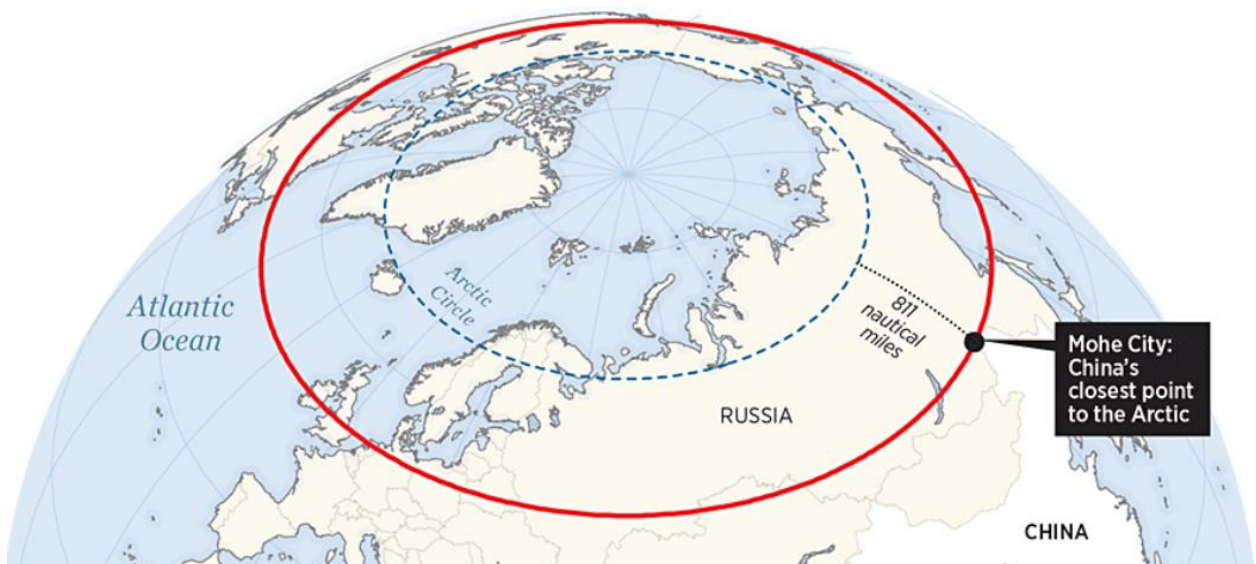 Atlantic
Ocean
Arctic
Circle
811
nautical
miles
Mohe City:
China's
closest point
to the Arctic
RUSSIA
CHINA